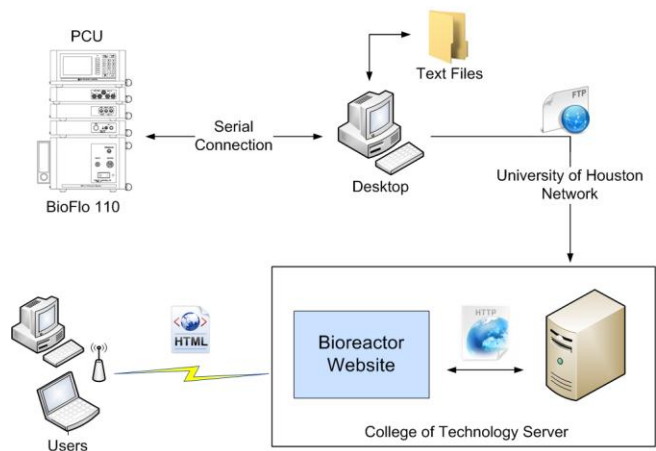 PCU
BioFlo 110
Serial
Connection
Text Files
Desktop
FTP
University of Houston
Network
HTML
Users
Bioreactor
Website
HTTP
College of Technology Server